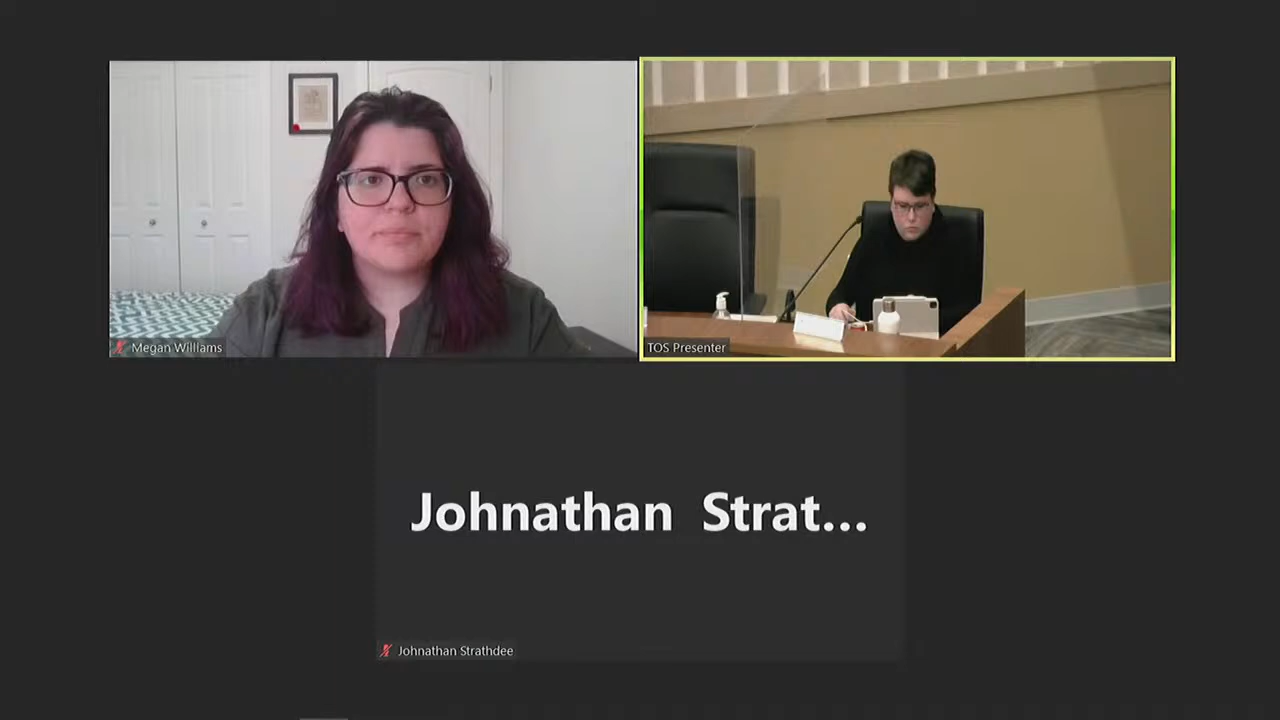 Megan Williams
TOS Presenter
Johnathan Strat...
Johnathan Strathdee